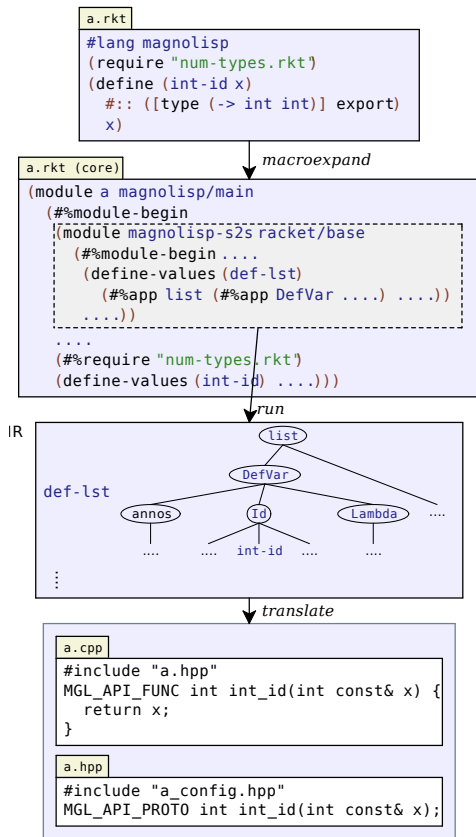 a.rkt
#lang magnolisp
(require "num-types.rkt")
(define (int-id x)
#:: ([type (-> int int)] export)
x)
macroexpand
a.rkt (core)
(module a magnolisp/main
(#%module-begin
(module magnolisp-s2s racket/base
(#%module-begin ....
(define-values (def-lst)
(#%app list (#%app DefVar ....) ....))
....))
....
(#%require "num-types.rkt")
(define-values (int-id) ....)))
run
IR
list
def-lst
DefVar
annos
Id
Lambda
....
....
....
int-id
....
....
....
translate
a.cpp
#include "a.hpp"
MGL_API_FUNC int int_id(int const& x) {
return x;
}
a.hpp
#include "a_config.hpp"
MGL_API_PROTO int int_id(int const& x);